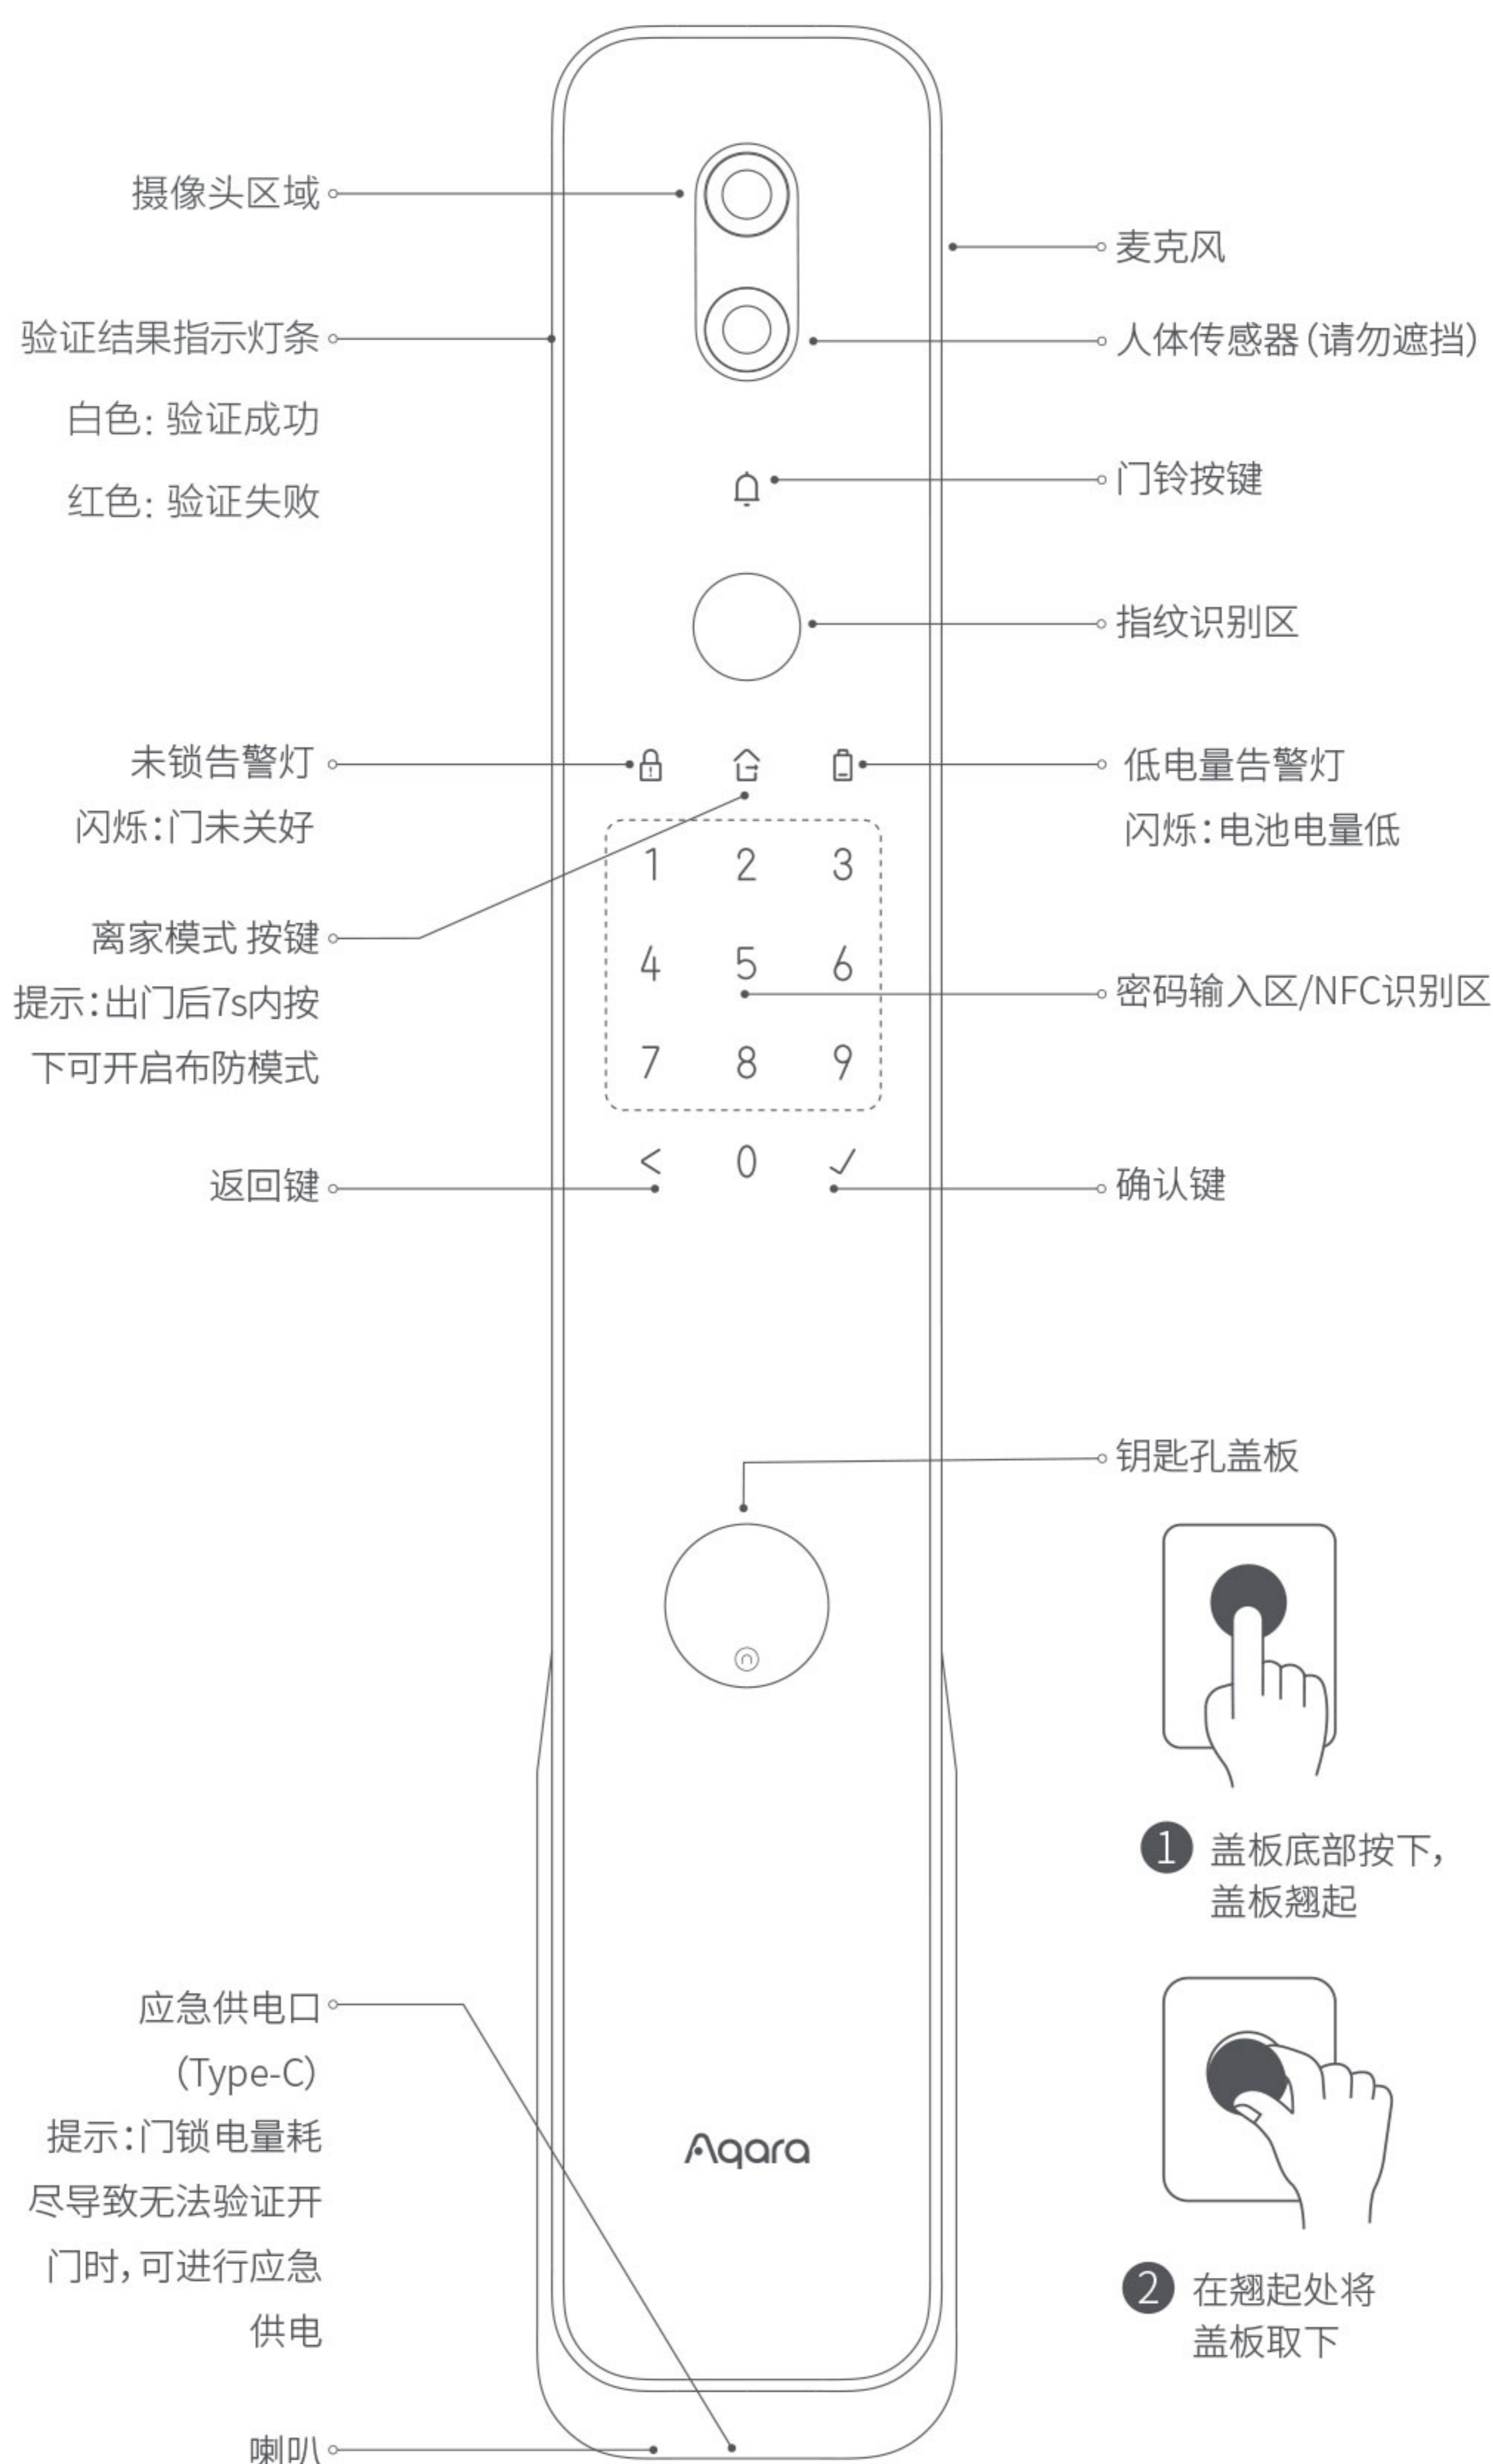 摄像头区域
麦克风
验证结果指示灯条
白色: 验证成功
红色: 验证失败
人体传感器(请勿遮挡)
门铃按键
指纹识别区
未锁告警灯
闪烁:门未关好
低电量告警灯
闪烁:电池电量低
1 2 3
4 5 6
7 8 9
< 0 ✓
离家模式 按键
提示:出门后7s内按
下可开启布防模式
密码输入区/NFC识别区
返回键
确认键
钥匙孔盖板
1 盖板底部按下,
盖板翘起
2 在翘起处将
盖板取下
应急供电口
(Type-C)
提示:门锁电量耗
尽导致无法验证开
门时,可进行应急
供电
Aqara
喇叭